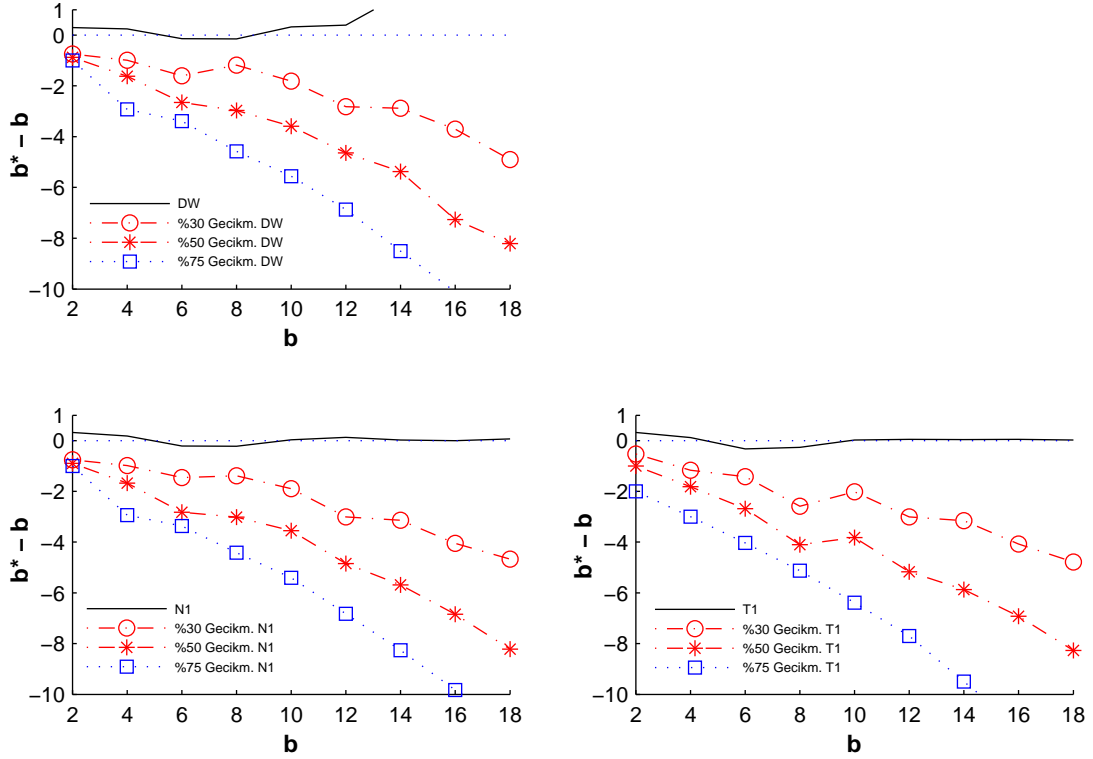 1
0
−2
−4
−6
−8
−10
b* − b
DW
%30 Gecikm. DW
%50 Gecikm. DW
%75 Gecikm. DW
2 4 6 8 10 12 14 16 18
b
1
0
−2
−4
−6
−8
−10
b* − b
N1
%30 Gecikm. N1
%50 Gecikm. N1
%75 Gecikm. N1
2 4 6 8 10 12 14 16 18
b
1
0
−2
−4
−6
−8
−10
b* − b
T1
%30 Gecikm. T1
%50 Gecikm. T1
%75 Gecikm. T1
2 4 6 8 10 12 14 16 18
b